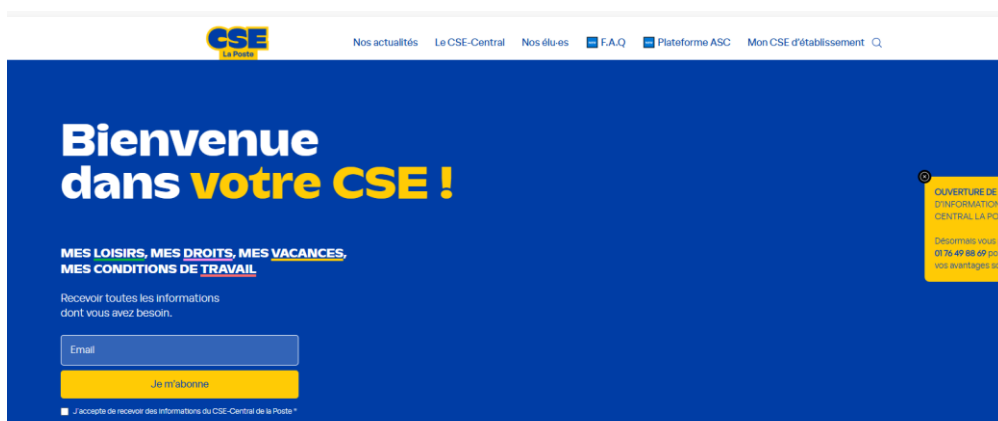 CSE
La Poste
Nos actualités Le CSE-Central Nos élu·es F.A.Q Plateforme ASC Mon CSE d'établissement
Bienvenue
dans votre CSE !
OUVERTURE DE
D'INFORMATION
CENTRAL LA PO
Désormais vous
01 76 49 88 69 po
vos avantages so
MES LOISIRS, MES DROITS, MES VACANCES,
MES CONDITIONS DE TRAVAIL
Recevoir toutes les informations
dont vous avez besoin.
Email
Je m'abonne
J'accepte de recevoir des informations du CSE-Central de la Poste *